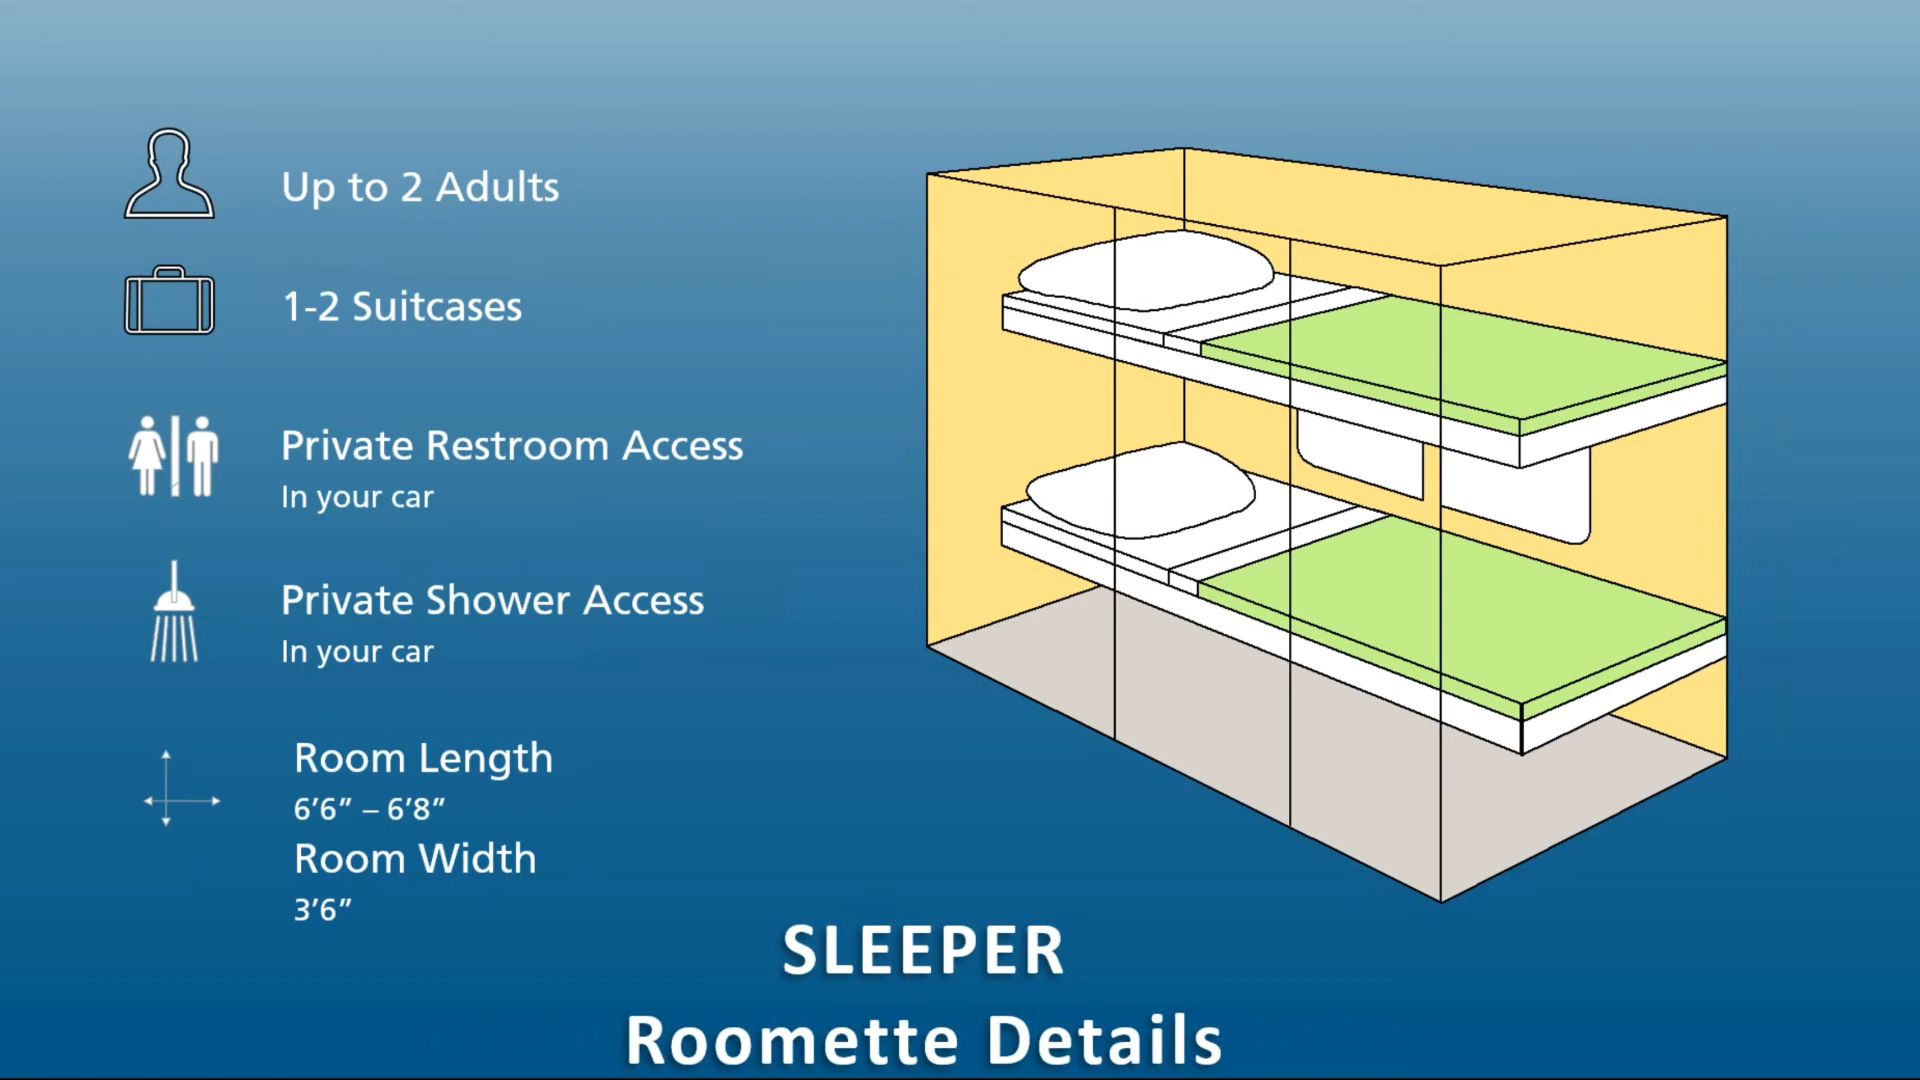 Up to 2 Adults
1-2 Suitcases
Private Restroom Access
In your car
Private Shower Access
In your car
Room Length
6’6” – 6’8”
Room Width
3’6”
SLEEPER
Roomette Details